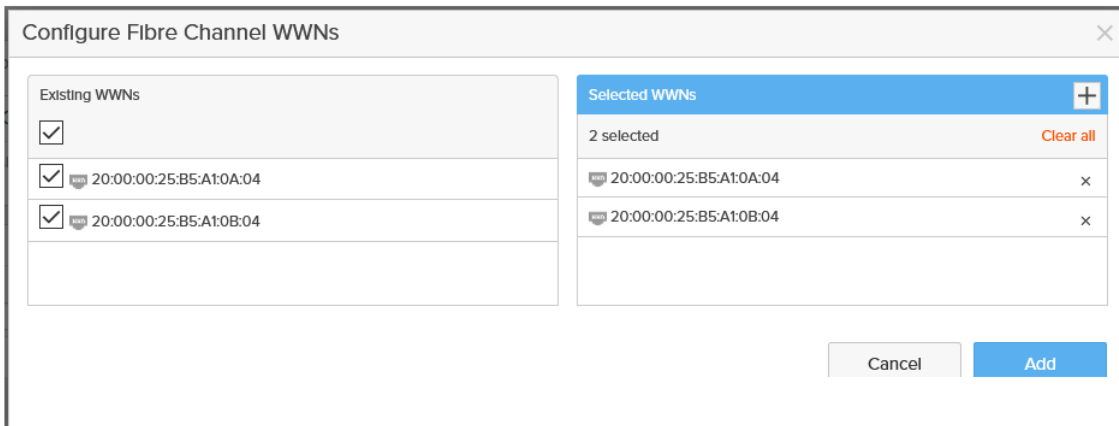 Configure Fibre Channel WWNs
Existing WWNs
20:00:00:25:B5:A1:0A:04
20:00:00:25:B5:A1:0B:04
Selected WWNs
2 selected Clear all
20:00:00:25:B5:A1:0A:04
20:00:00:25:B5:A1:0B:04
Cancel Add